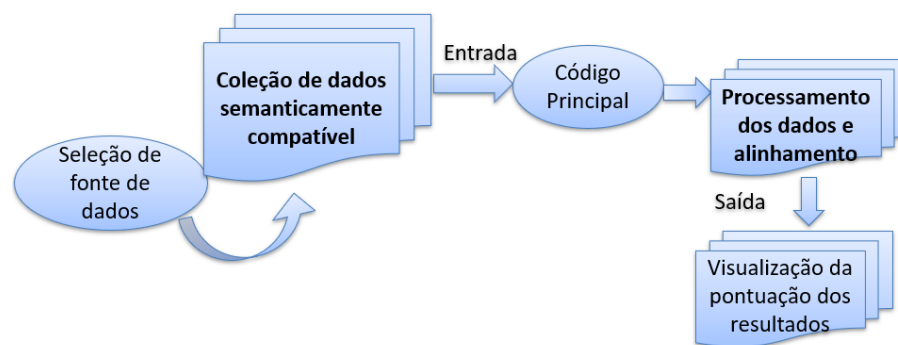 Seleção de
fonte de
dados
Coleção de dados
semanticamente
compatível
Entrada
Código
Principal
Processamento
dos dados e
alinhamento
Saída
Visualização da
pontuação dos
resultados